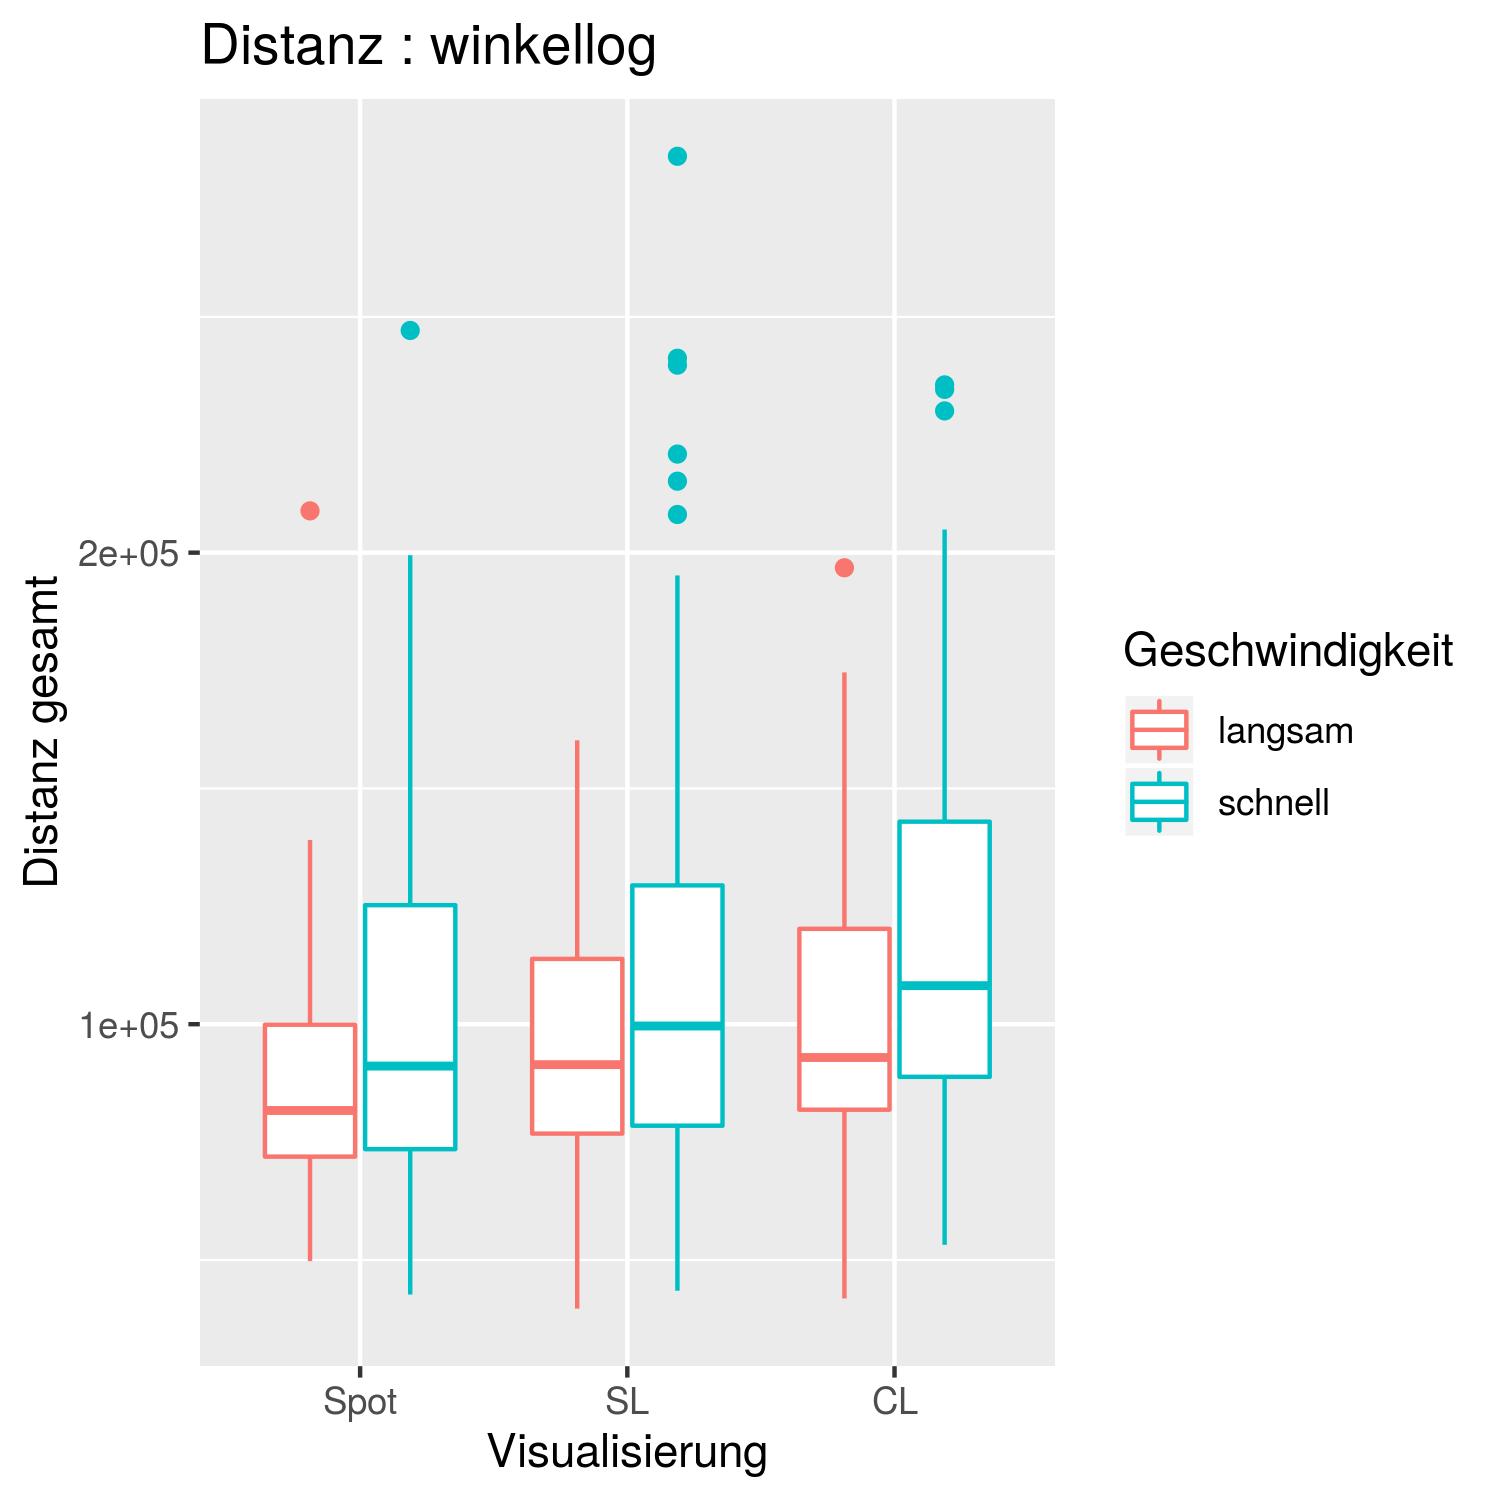 Distanz : winkellog
Distanz gesamt
2e+05
1e+05
Spot
SL
CL
Visualisierung
Geschwindigkeit
langsam
schnell